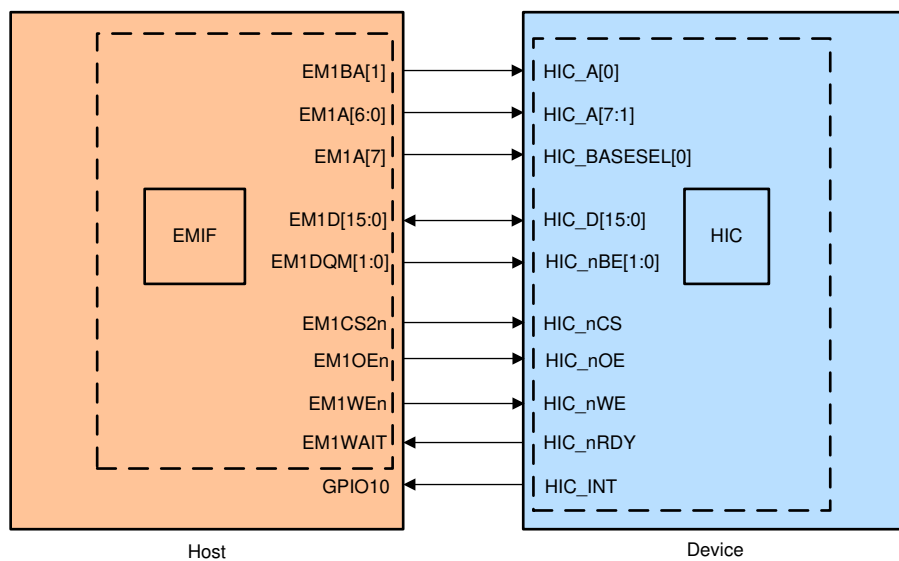 EM1BA[1] HIC_A[0]
EM1A[6:0] HIC_A[7:1]
EM1A[7] HIC_BASESEL[0]
EM1D[15:0] HIC_D[15:0]
EMIF HIC
EM1DQM[1:0] HIC_nBE[1:0]
EM1CS2n HIC_nCS
EM1OEn HIC_nOE
EM1WEn HIC_nWE
EM1WAIT HIC_nRDY
GPIO10 HIC_INT
Host Device